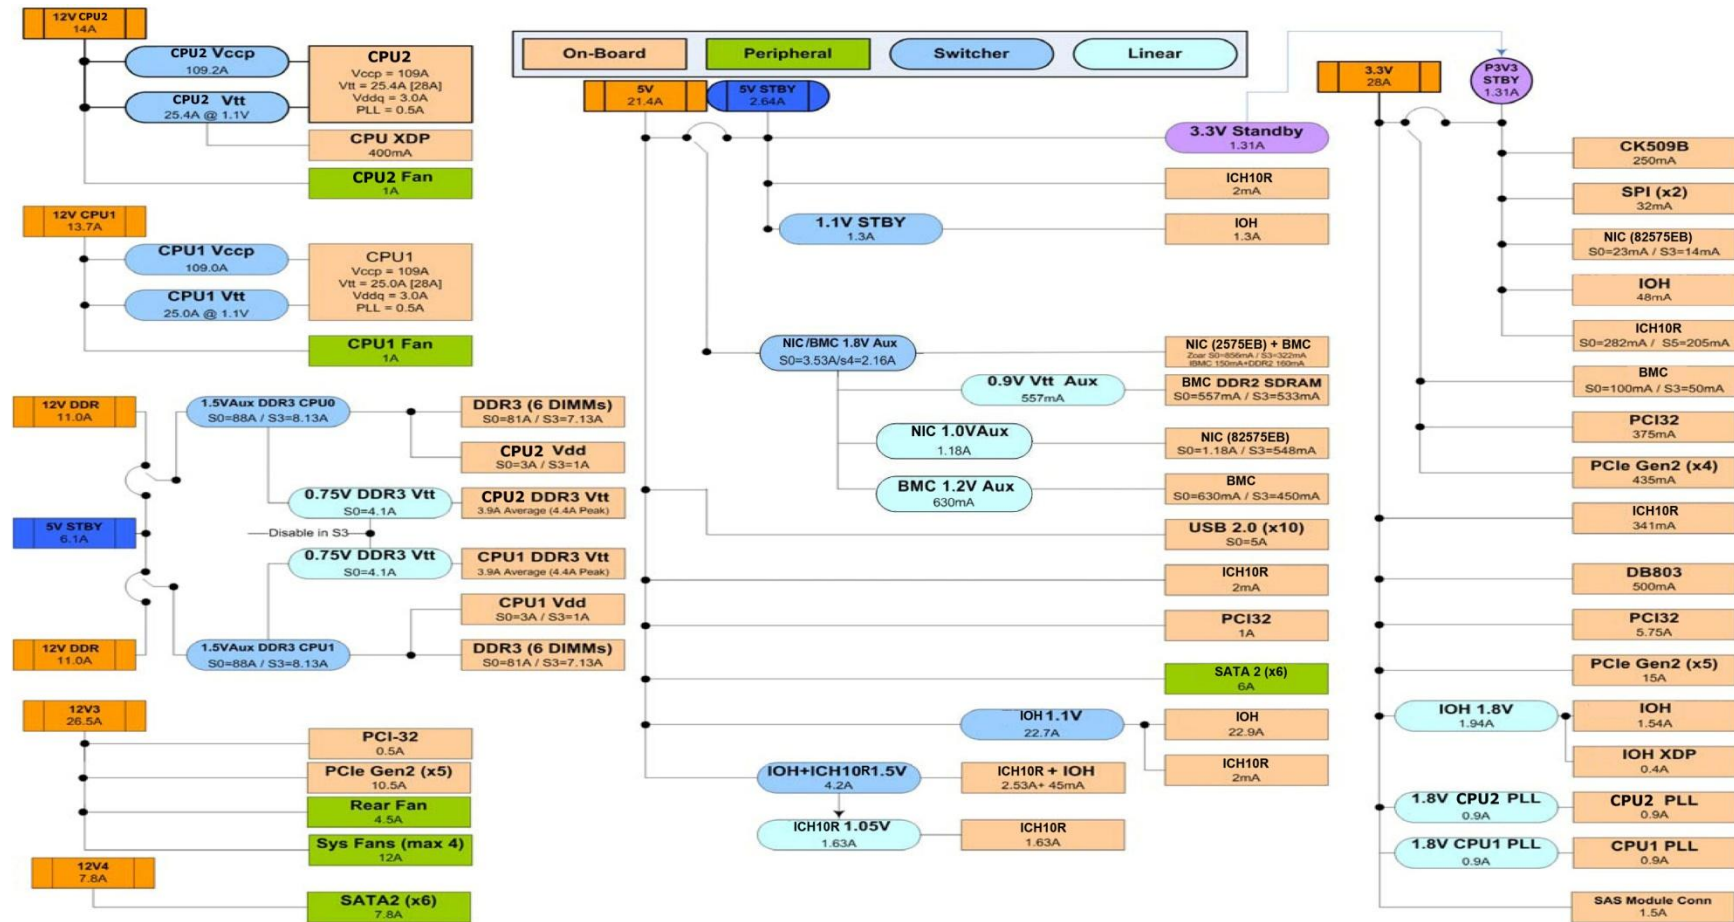 12V CPU2
14A
CPU2 Vccp
109.2A
CPU2 Vtt
25.4A @ 1.1V
CPU2
Vccp = 109A
Vtt = 25.4A [28A]
Vddq = 3.0A
PLL = 0.5A
CPU XDP
400mA
CPU2 Fan
1A
12V CPU1
13.7A
CPU1 Vccp
109.0A
CPU1 Vtt
25.0A @ 1.1V
CPU1
Vccp = 109A
Vtt = 25.0A [28A]
Vddq = 3.0A
PLL = 0.5A
CPU1 Fan
1A
12V DDR
11.0A
1.5VAux DDR3 CPU0
S0=88A / S3=8.13A
DDR3 (6 DIMMs)
S0=81A / S3=7.13A
CPU2 Vdd
S0=3A / S3=1A
0.75V DDR3 Vtt
S0=4.1A
CPU2 DDR3 Vtt
3.9A Average (4.4A Peak)
5V STBY
6.1A
Disable in S3
0.75V DDR3 Vtt
S0=4.1A
CPU1 DDR3 Vtt
3.9A Average (4.4A Peak)
CPU1 Vdd
S0=3A / S3=1A
12V DDR
11.0A
1.5VAux DDR3 CPU1
S0=88A / S3=8.13A
DDR3 (6 DIMMs)
S0=81A / S3=7.13A
12V3
26.5A
PCI-32
0.5A
PCIe Gen2 (x5)
10.5A
Rear Fan
4.5A
Sys Fans (max 4)
12A
12V4
7.8A
SATA2 (x6)
7.8A
On-Board
Peripheral
Switcher
Linear
5V
21.4A
5V STBY
2.64A
3.3V Standby
1.31A
ICH10R
2mA
1.1V STBY
1.3A
IOH
1.3A
NIC/BMC 1.8V Aux
S0=3.53A/s4=2.16A
NIC (2575EB) + BMC
Zoar S0=856mA / S3=322mA
IBMC 150mA+DDR2 160mA
0.9V Vtt Aux
557mA
BMC DDR2 SDRAM
S0=557mA / S3=533mA
NIC 1.0VAux
1.18A
NIC (82575EB)
S0=1.18A / S3=548mA
BMC 1.2V Aux
630mA
BMC
S0=630mA / S3=450mA
USB 2.0 (x10)
S0=5A
ICH10R
2mA
PCI32
1A
SATA 2 (x6)
6A
IOH 1.1V
22.7A
IOH
22.9A
ICH10R
2mA
IOH+ICH10R1.5V
4.2A
ICH10R + IOH
2.53A+ 45mA
ICH10R 1.05V
1.63A
ICH10R
1.63A
3.3V
28A
P3V3
STBY
1.31A
CK509B
250mA
SPI (x2)
32mA
NIC (82575EB)
S0=23mA / S3=14mA
IOH
48mA
ICH10R
S0=282mA / S5=205mA
BMC
S0=100mA / S3=50mA
PCI32
375mA
PCIe Gen2 (x4)
435mA
ICH10R
341mA
DB803
500mA
PCI32
5.75A
PCIe Gen2 (x5)
15A
IOH 1.8V
1.94A
IOH
1.54A
IOH XDP
0.4A
1.8V CPU2 PLL
0.9A
CPU2 PLL
0.9A
1.8V CPU1 PLL
0.9A
CPU1 PLL
0.9A
SAS Module Conn
1.5A